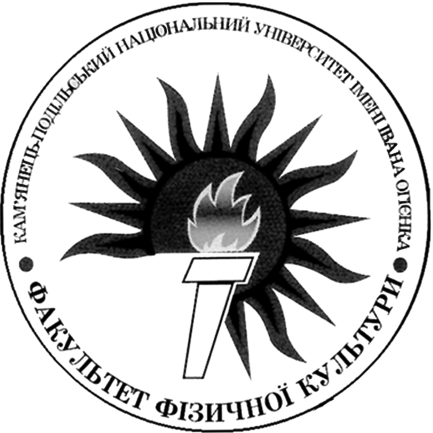 КАМ'ЯНЕЦЬ-ПОДІЛЬСЬКИЙ НАЦІОНАЛЬНИЙ УНІВЕРСИТЕТ ІМЕНІ ІВАНА ОГІЄНКА
ФАКУЛЬТЕТ ФІЗИЧНОЇ КУЛЬТУРИ